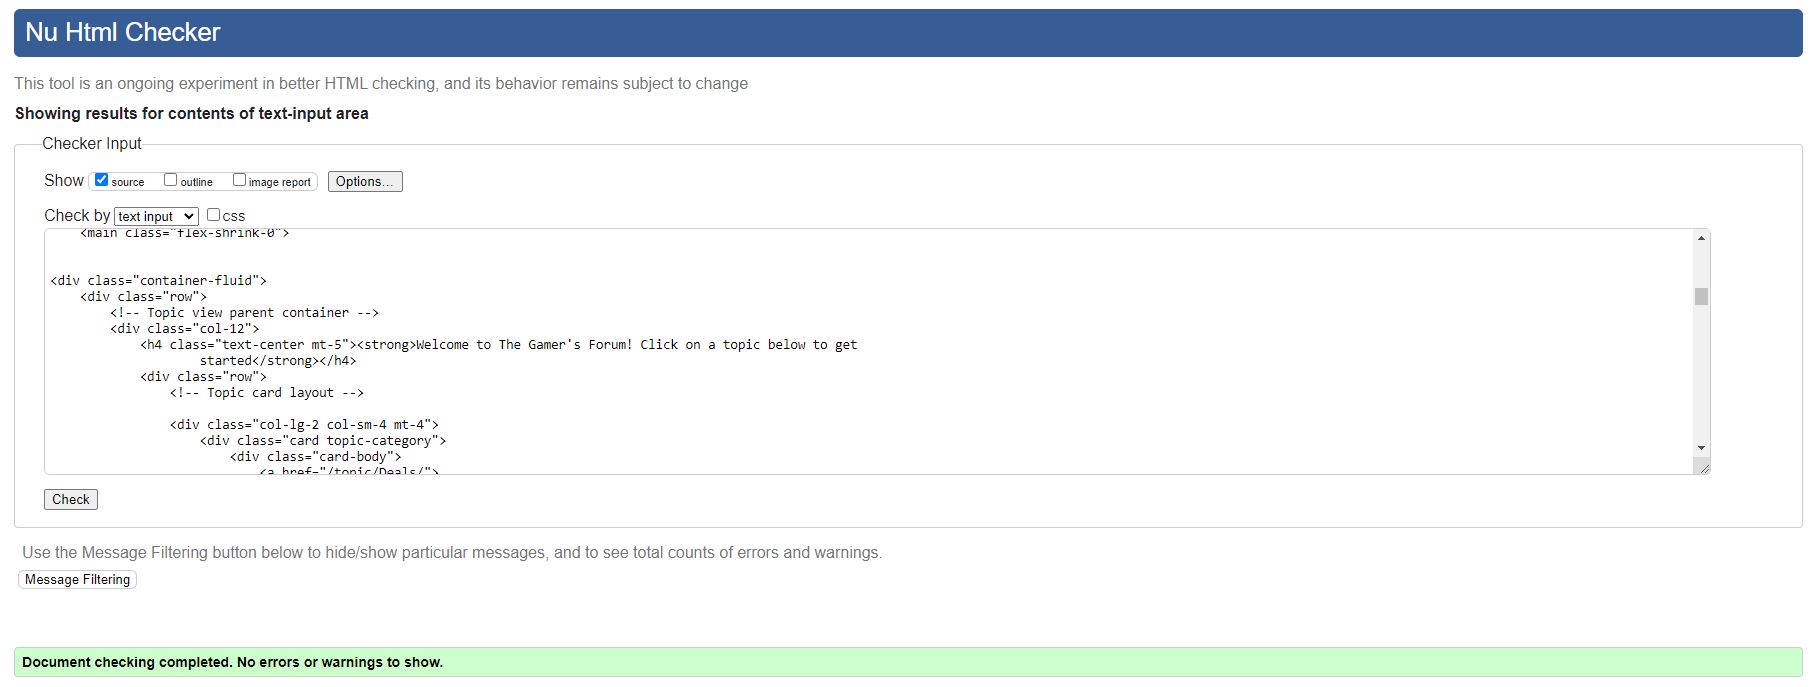 Nu Html Checker
This tool is an ongoing experiment in better HTML checking, and its behavior remains subject to change
Showing results for contents of text-input area
Checker Input
Show source outline image report Options...
Check by text input css
<main class="flex-shrink-0">
<div class="container-fluid">
<div class="row">
<!-- Topic view parent container -->
<div class="col-12">
<h4 class="text-center mt-5"><strong>Welcome to The Gamer's Forum! Click on a topic below to get
started</strong></h4>
<div class="row">
<!-- Topic card layout -->
<div class="col-lg-2 col-sm-4 mt-4">
<div class="card topic-category">
<div class="card-body">
<a href="/topic/Deals/">
Check
Use the Message Filtering button below to hide/show particular messages, and to see total counts of errors and warnings.
Message Filtering
Document checking completed. No errors or warnings to show.